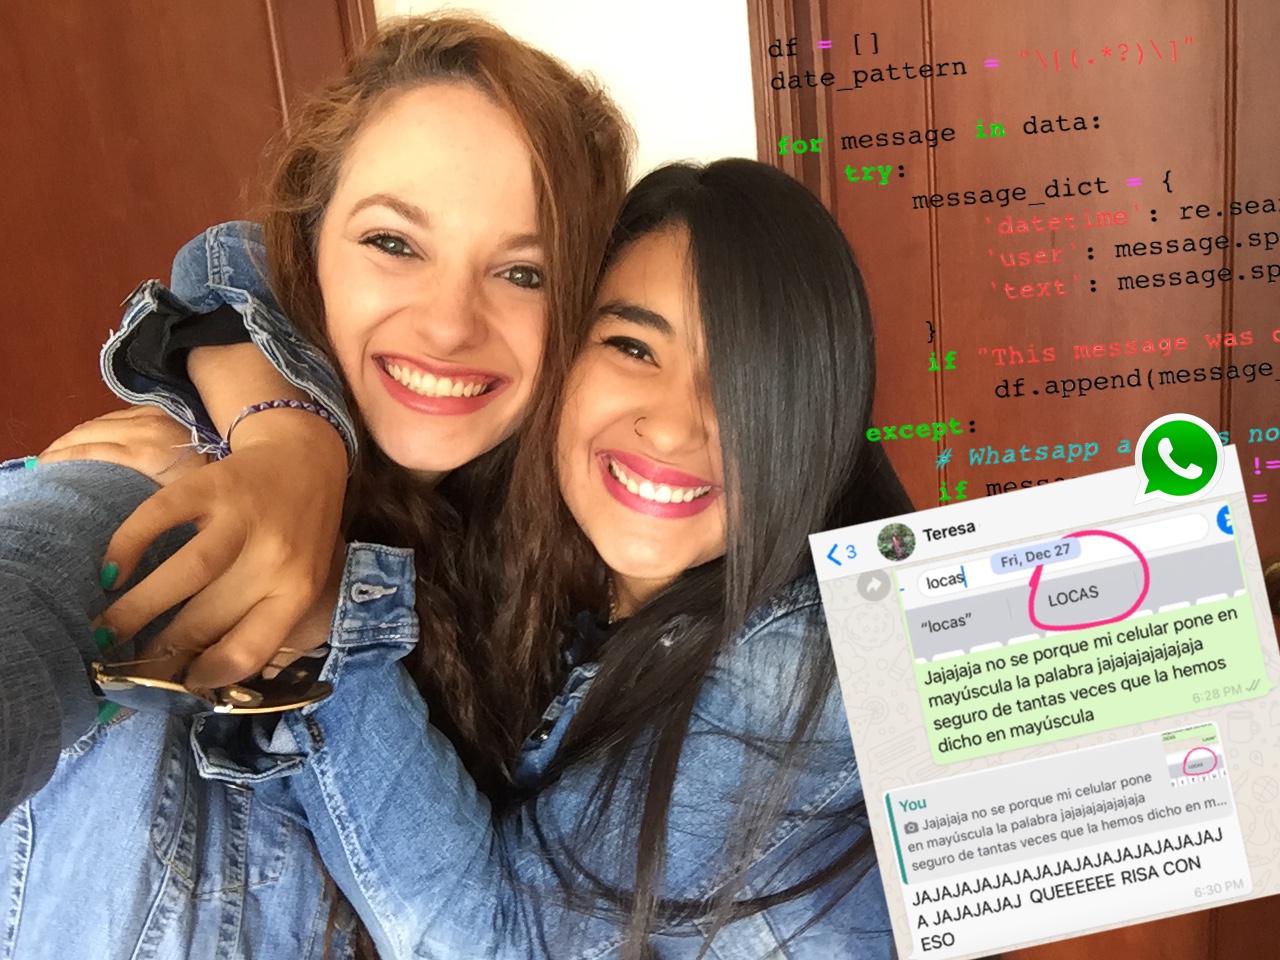 df = []
date_pattern = "\[(.*?)\]"
for message in data:
try:
message_dict = {
'datetime': re.sea
'user': message.sp
'text': message.sp
}
if "This message was
df.append(message_
except:
# Whatsapp
if
!=
=
3
Teresa
Fri, Dec 27
locas
"locas"
LOCAS
Jajajaja no se porque mi celular pone en
mayúscula la palabra jajajajajajajaja
seguro de tantas veces que la hemos
dicho en mayúscula
6:28 PM
You
Jajajaja no se porque mi celular pone
en mayúscula la palabra jajajajajajajaja
seguro de tantas veces que la hemos dicho en m...
JAJAJAJAJAJAJAJAJAJAJAJAJAJAJ
A JAJAJAJAJ QUEEEEEE RISA CON
ESO
6:30 PM